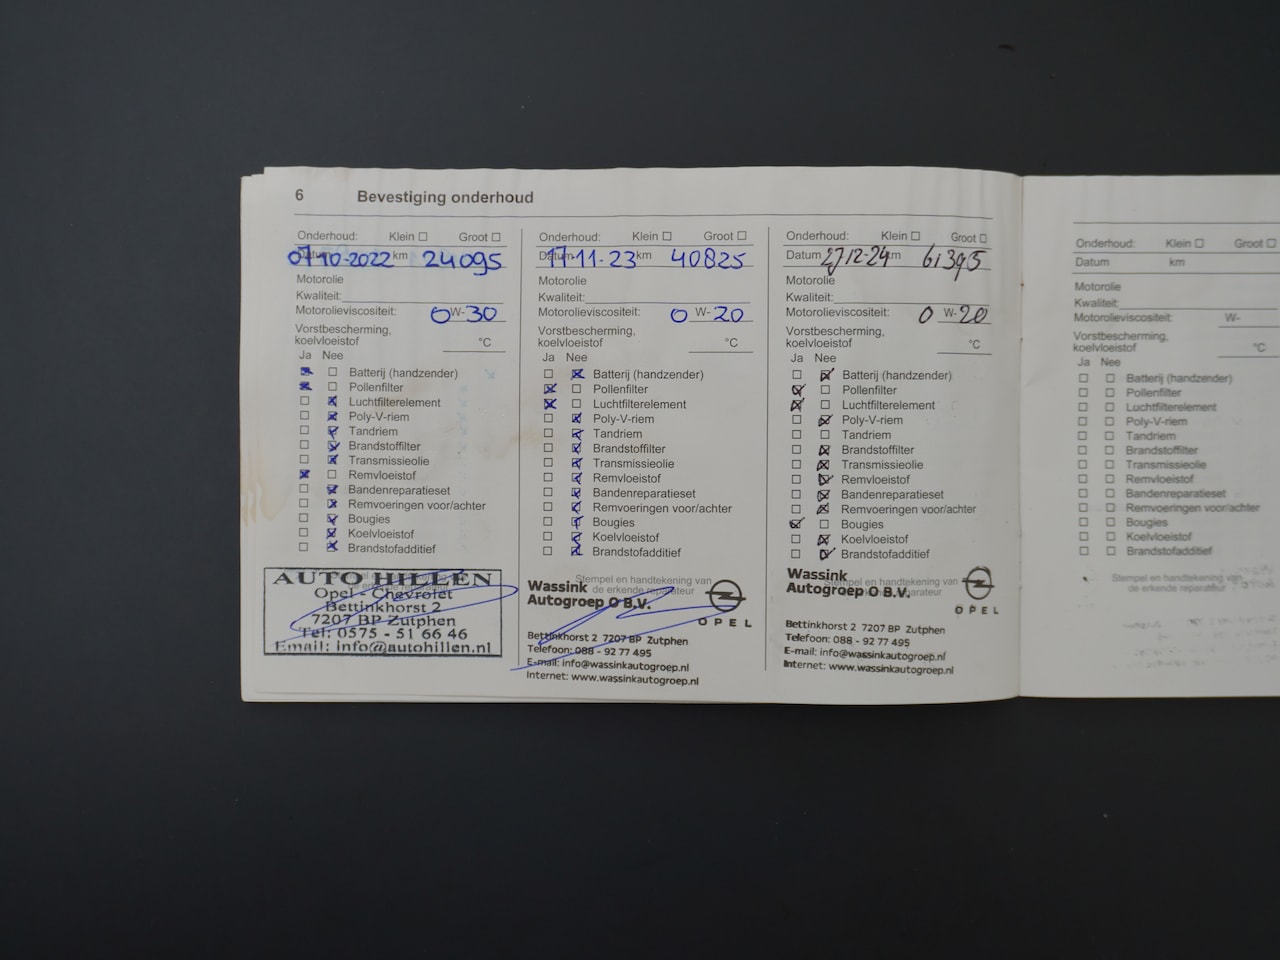 6 Bevestiging onderhoud
Onderhoud: Klein ☐ Groot ☐
Datum 07-10-2022 km 24095
Motorolie
Kwaliteit:
Motorolieviscositeit: 0 W- 30
Vorstbescherming,
koelvloeistof °C
Ja Nee
☒ ☐ Batterij (handzender)
☒ ☐ Pollenfilter
☐ ☒ Luchtfilterelement
☐ ☒ Poly-V-riem
☐ ☒ Tandriem
☐ ☒ Brandstoffilter
☐ ☒ Transmissieolie
☒ ☐ Remvloeistof
☐ ☒ Bandenreparatieset
☐ ☒ Remvoeringen voor/achter
☐ ☒ Bougies
☐ ☒ Koelvloeistof
☐ ☒ Brandstofadditief
AUTO HILLEN
Opel - Chevrolet
Bettinkhorst 2
7207 BP Zutphen
Tel: 0575 - 51 66 46
Email: info@autohillen.nl
Onderhoud: Klein ☐ Groot ☐
Datum 17-11-23 km 40825
Motorolie
Kwaliteit:
Motorolieviscositeit: 0 W- 20
Vorstbescherming,
koelvloeistof °C
Ja Nee
☐ ☒ Batterij (handzender)
☒ ☐ Pollenfilter
☒ ☐ Luchtfilterelement
☐ ☒ Poly-V-riem
☐ ☒ Tandriem
☐ ☒ Brandstoffilter
☐ ☒ Transmissieolie
☐ ☒ Remvloeistof
☐ ☒ Bandenreparatieset
☐ ☒ Remvoeringen voor/achter
☐ ☒ Bougies
☐ ☒ Koelvloeistof
☐ ☒ Brandstofadditief
Stempel en handtekening van
de erkende reparateur
Wassink
Autogroep O B.V.
OPEL
Bettinkhorst 2 7207 BP Zutphen
Telefoon: 088 - 92 77 495
E-mail: info@wassinkautogroep.nl
Internet: www.wassinkautogroep.nl
Onderhoud: Klein ☐ Groot ☐
Datum 27/12-24 km 61395
Motorolie
Kwaliteit:
Motorolieviscositeit: 0 W- 20
Vorstbescherming,
koelvloeistof °C
Ja Nee
☐ ☒ Batterij (handzender)
☒ ☐ Pollenfilter
☒ ☐ Luchtfilterelement
☐ ☒ Poly-V-riem
☐ ☐ Tandriem
☐ ☒ Brandstoffilter
☐ ☒ Transmissieolie
☐ ☒ Remvloeistof
☐ ☒ Bandenreparatieset
☐ ☒ Remvoeringen voor/achter
☒ ☐ Bougies
☐ ☒ Koelvloeistof
☐ ☒ Brandstofadditief
Stempel en handtekening van
de erkende reparateur
Wassink
Autogroep O B.V.
OPEL
Bettinkhorst 2 7207 BP Zutphen
Telefoon: 088 - 92 77 495
E-mail: info@wassinkautogroep.nl
Internet: www.wassinkautogroep.nl
Onderhoud: Klein ☐ Groot ☐
Datum km
Motorolie
Kwaliteit:
Motorolieviscositeit: W-
Vorstbescherming,
koelvloeistof °C
Ja Nee
☐ ☐ Batterij (handzender)
☐ ☐ Pollenfilter
☐ ☐ Luchtfilterelement
☐ ☐ Poly-V-riem
☐ ☐ Tandriem
☐ ☐ Brandstoffilter
☐ ☐ Transmissieolie
☐ ☐ Remvloeistof
☐ ☐ Bandenreparatieset
☐ ☐ Remvoeringen voor/achter
☐ ☐ Bougies
☐ ☐ Koelvloeistof
☐ ☐ Brandstofadditief
Stempel en handtekening van
de erkende reparateur